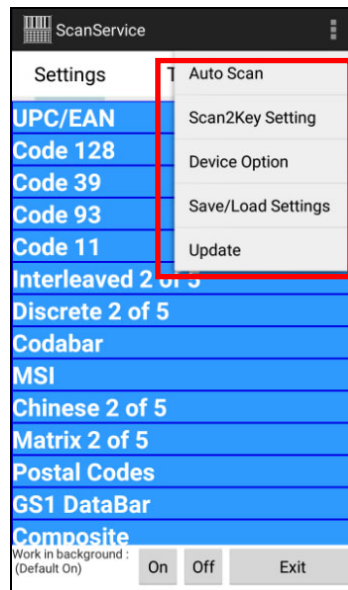 ScanService
Settings
T
Auto Scan
Scan2Key Setting
Device Option
Save/Load Settings
Update
UPC/EAN
Code 128
Code 39
Code 93
Code 11
Interleaved 2 of 5
Discrete 2 of 5
Codabar
MSI
Chinese 2 of 5
Matrix 2 of 5
Postal Codes
GS1 DataBar
Composite
Work in background :
(Default On)
On
Off
Exit